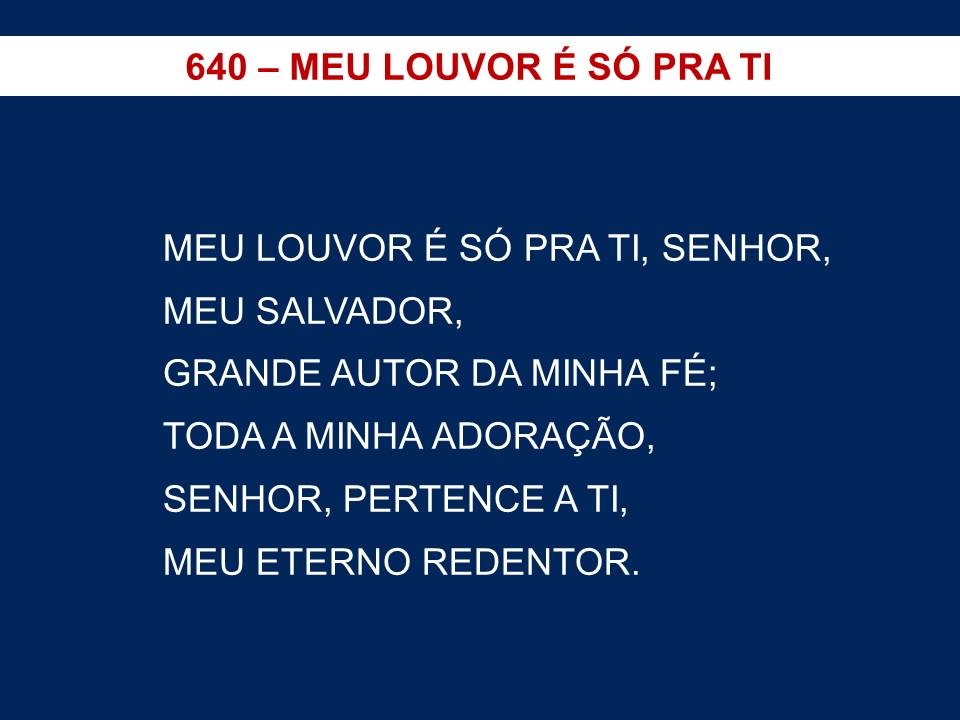 640 – MEU LOUVOR É SÓ PRA TI
MEU LOUVOR É SÓ PRA TI, SENHOR,
MEU SALVADOR,
GRANDE AUTOR DA MINHA FÉ;
TODA A MINHA ADORAÇÃO,
SENHOR, PERTENCE A TI,
MEU ETERNO REDENTOR.